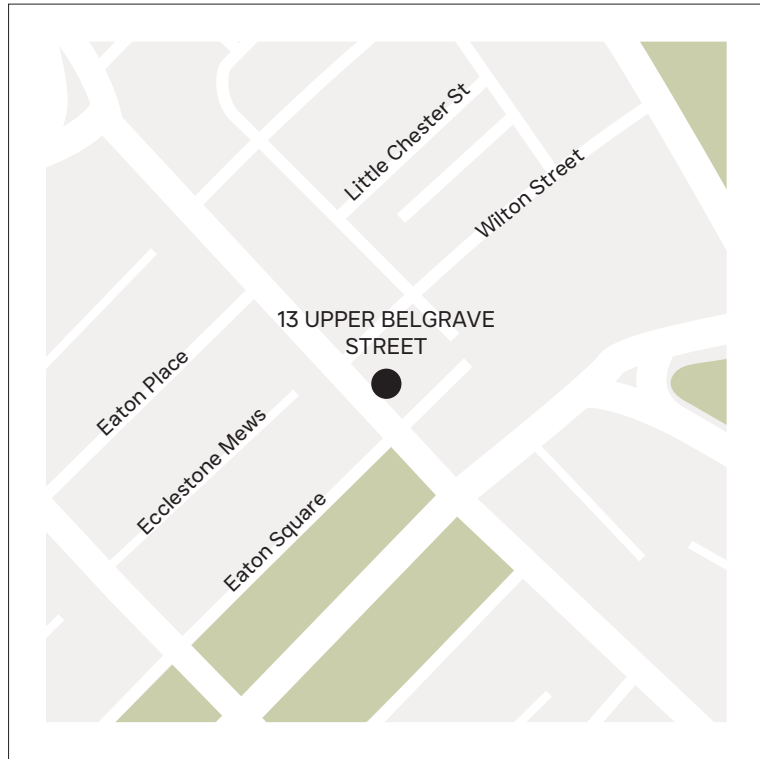 Little Chester St
Wilton Street
13 UPPER BELGRAVE
STREET
Eaton Place
Ecclestone Mews
Eaton Square